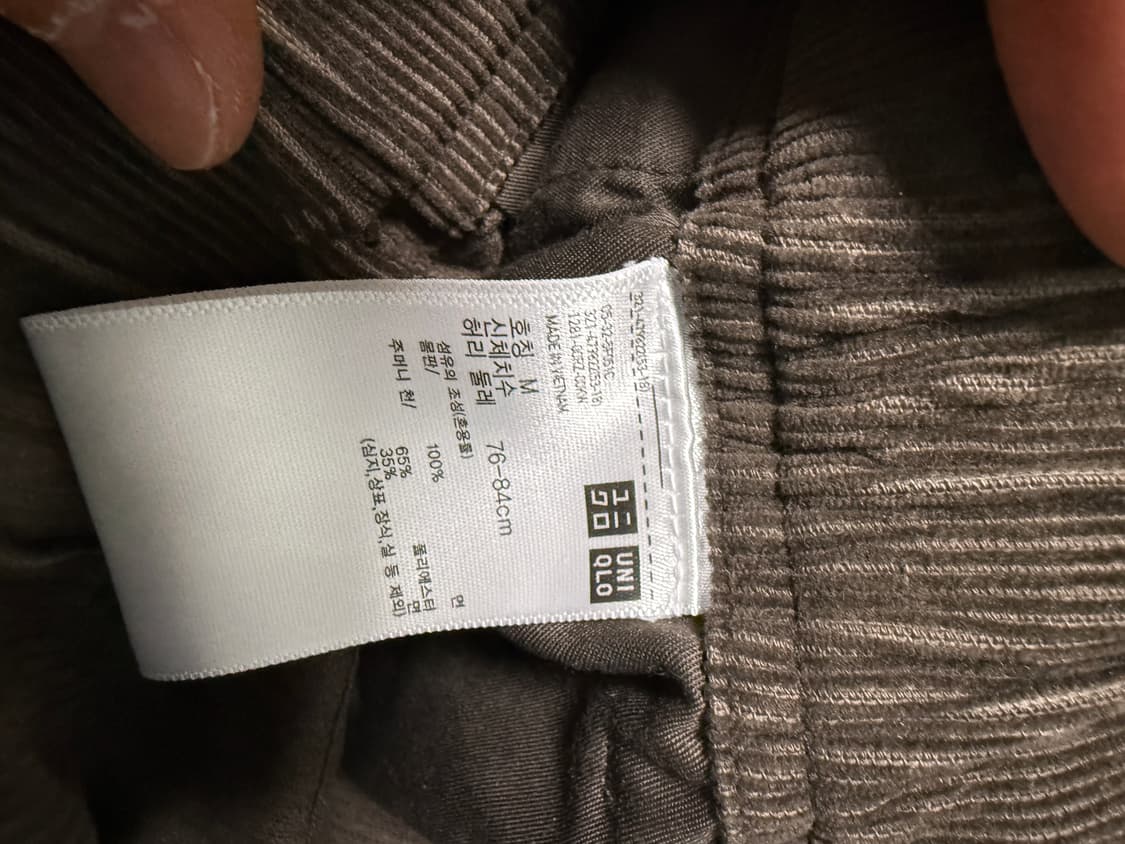 UNI
QLO
MADE IN VIETNAM
호칭 M
신체치수
허리 둘레 76–84cm
섬유의 조성(혼용률)
몸판/ 100% 면
주머니 천/ 65% 폴리에스터
35% 면
(심지,상표,장식,실 등 제외)